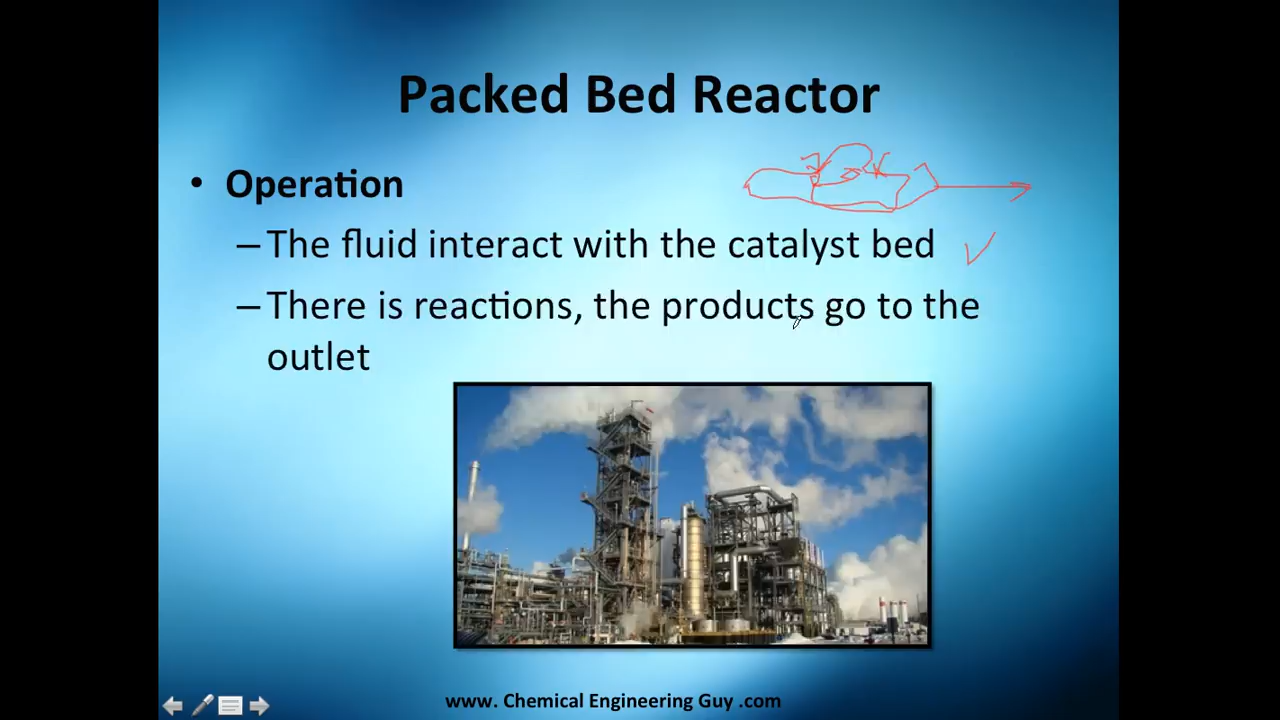 Packed Bed Reactor
• Operation
–The fluid interact with the catalyst bed
–There is reactions, the products go to the
outlet
www. Chemical Engineering Guy .com